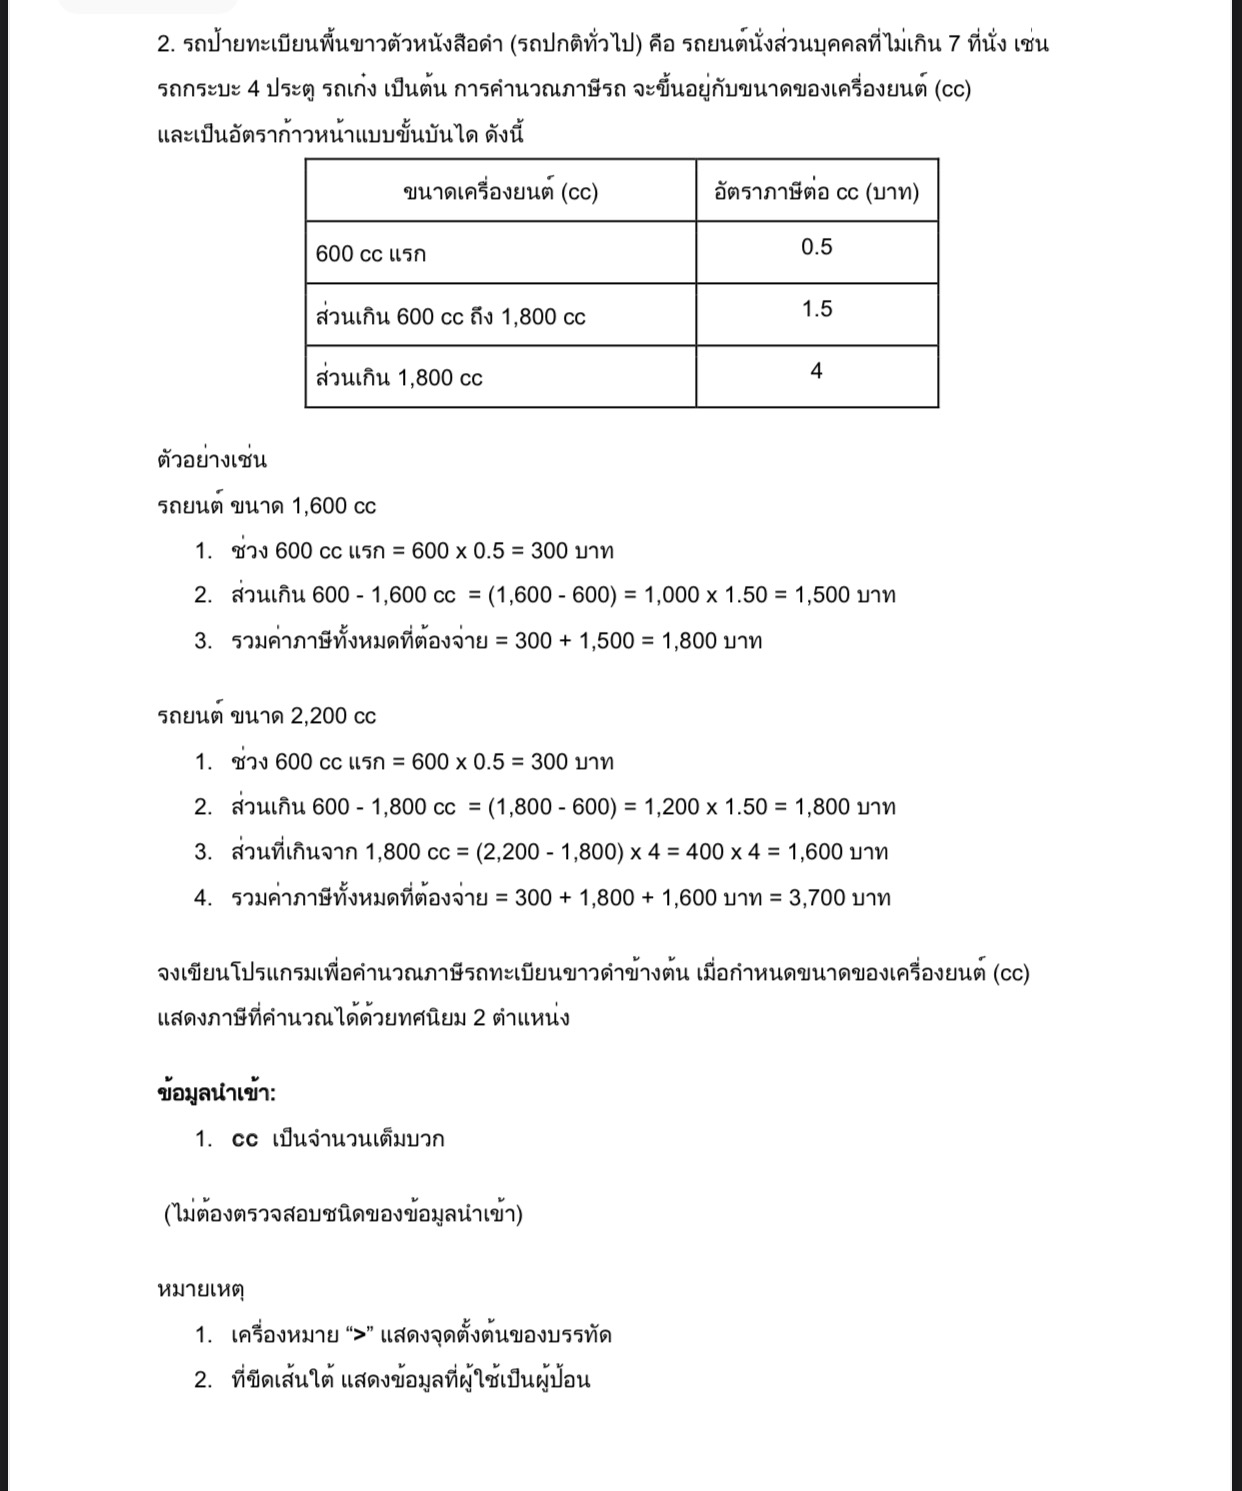 2. รถป้ายทะเบียนพื้นขาวตัวหนังสือดำ (รถปกติทั่วไป) คือ รถยนต์นั่งส่วนบุคคลที่ไม่เกิน 7 ที่นั่ง เช่น
รถกระบะ 4 ประตู รถเก๋ง เป็นต้น การคำนวณภาษีรถ จะขึ้นอยู่กับขนาดของเครื่องยนต์ (cc)
และเป็นอัตราก้าวหน้าแบบขั้นบันได ดังนี้
ขนาดเครื่องยนต์ (cc) อัตราภาษีต่อ cc (บาท)
600 cc แรก 0.5
ส่วนเกิน 600 cc ถึง 1,800 cc 1.5
ส่วนเกิน 1,800 cc 4
ตัวอย่างเช่น
รถยนต์ ขนาด 1,600 cc
1. ช่วง 600 cc แรก = 600 x 0.5 = 300 บาท
2. ส่วนเกิน 600 - 1,600 cc = (1,600 - 600) = 1,000 x 1.50 = 1,500 บาท
3. รวมค่าภาษีทั้งหมดที่ต้องจ่าย = 300 + 1,500 = 1,800 บาท
รถยนต์ ขนาด 2,200 cc
1. ช่วง 600 cc แรก = 600 x 0.5 = 300 บาท
2. ส่วนเกิน 600 - 1,800 cc = (1,800 - 600) = 1,200 x 1.50 = 1,800 บาท
3. ส่วนที่เกินจาก 1,800 cc = (2,200 - 1,800) x 4 = 400 x 4 = 1,600 บาท
4. รวมค่าภาษีทั้งหมดที่ต้องจ่าย = 300 + 1,800 + 1,600 บาท = 3,700 บาท
จงเขียนโปรแกรมเพื่อคำนวณภาษีรถทะเบียนขาวดำข้างต้น เมื่อกำหนดขนาดของเครื่องยนต์ (cc)
แสดงภาษีที่คำนวณได้ด้วยทศนิยม 2 ตำแหน่ง
ข้อมูลนำเข้า:
1. cc เป็นจำนวนเต็มบวก
(ไม่ต้องตรวจสอบชนิดของข้อมูลนำเข้า)
หมายเหตุ
1. เครื่องหมาย “>” แสดงจุดตั้งต้นของบรรทัด
2. ที่ขีดเส้นใต้ แสดงข้อมูลที่ผู้ใช้เป็นผู้ป้อน